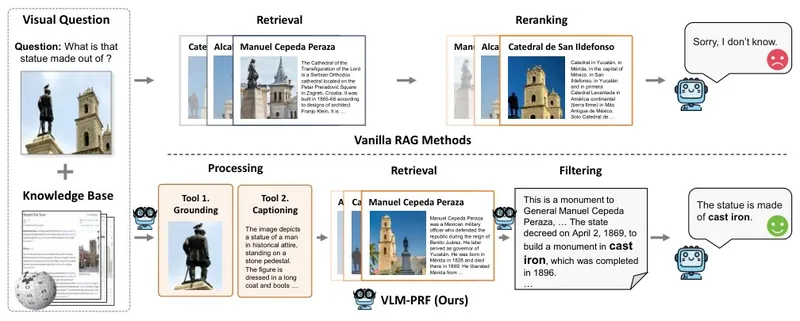 Visual Question
Question: What is that
statue made out of ?
Knowledge Base
Retrieval
Cate
Alca
Manuel Cepeda Peraza
The Cathedral of the
Transfiguration of the Lord
is a Serbian Orthodox
cathedral located on the
Petar Preradović Square
in Zagreb, Croatia. It was
built in 1865-66 according
to designs of architect
Franjo Klein. It is ...
Reranking
Manu
Alca
Catedral de San Ildefonso
Catedral in Yucatán, in
Mérida, in the capital of
México, in San
Ildefonso, in Yucatán
and in primera
Catedral Levantada in
América continental
(tierra firme) in Más
Antigua de México.
Solo Catedral de ...
Sorry, I don't know.
Vanilla RAG Methods
Processing
Tool 1.
Grounding
Tool 2.
Captioning
The image depicts
a statue of a man
in historical attire,
standing on a
stone pedestal.
The figure is
dressed in a long
coat and boots ...
Retrieval
A
Ca
Manuel Cepeda Peraza
Manuel Cepeda Peraza
was a Mexican military
officer who defended the
republic during the reign of
Benito Juárez. He later
served as governor of
Yucatán. He was born in
Mérida in 1828 and died
there in 1869. He liberated
Mérida from ...
Filtering
This is a monument to
General Manuel Cepeda
Peraza, ... The state
decreed on April 2, 1869, to
build a monument in cast
iron, which was completed
in 1896.
...
The statue is made
of cast iron.
VLM-PRF (Ours)